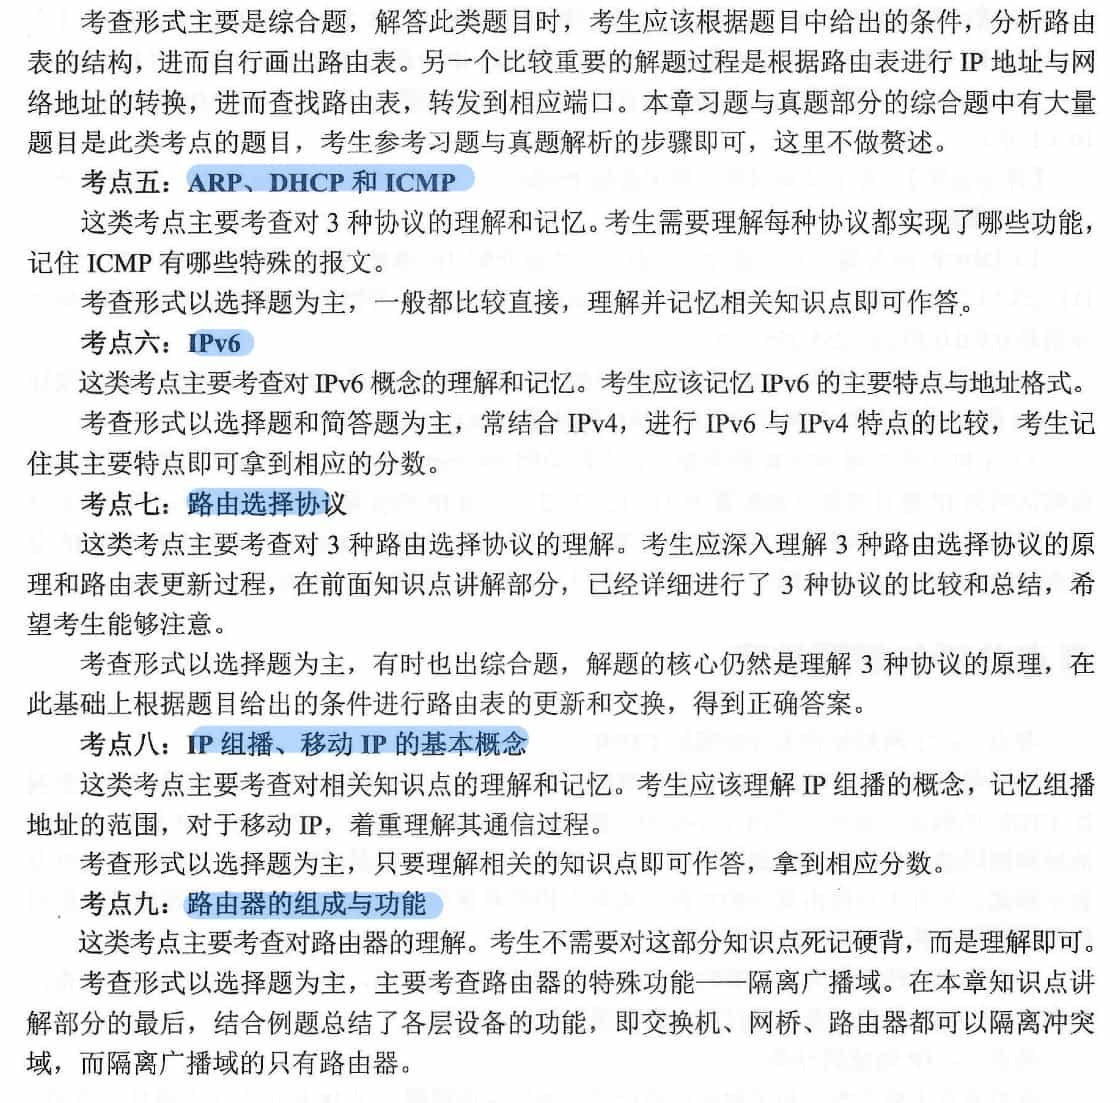 考查形式主要是综合题，解答此类题目时，考生应该根据题目中给出的条件，分析路由
表的结构，进而自行画出路由表。另一个比较重要的解题过程是根据路由表进行 IP 地址与网
络地址的转换，进而查找路由表，转发到相应端口。本章习题与真题部分的综合题中有大量
题目是此类考点的题目，考生参考习题与真题解析的步骤即可，这里不做赘述。
考点五：ARP、DHCP 和 ICMP
这类考点主要考查对 3 种协议的理解和记忆。考生需要理解每种协议都实现了哪些功能，
记住 ICMP 有哪些特殊的报文。
考查形式以选择题为主，一般都比较直接，理解并记忆相关知识点即可作答。
考点六：IPv6
这类考点主要考查对 IPv6 概念的理解和记忆。考生应该记忆 IPv6 的主要特点与地址格式。
考查形式以选择题和简答题为主，常结合 IPv4，进行 IPv6 与 IPv4 特点的比较，考生记
住其主要特点即可拿到相应的分数。
考点七：路由选择协议
这类考点主要考查对 3 种路由选择协议的理解。考生应深入理解 3 种路由选择协议的原
理和路由表更新过程，在前面知识点讲解部分，已经详细进行了 3 种协议的比较和总结，希
望考生能够注意。
考查形式以选择题为主，有时也出综合题，解题的核心仍然是理解 3 种协议的原理，在
此基础上根据题目给出的条件进行路由表的更新和交换，得到正确答案。
考点八：IP 组播、移动 IP 的基本概念
这类考点主要考查对相关知识点的理解和记忆。考生应该理解 IP 组播的概念，记忆组播
地址的范围，对于移动 IP，着重理解其通信过程。
考查形式以选择题为主，只要理解相关的知识点即可作答，拿到相应分数。
考点九：路由器的组成与功能
这类考点主要考查对路由器的理解。考生不需要对这部分知识点死记硬背，而是理解即可。
考查形式以选择题为主，主要考查路由器的特殊功能——隔离广播域。在本章知识点讲
解部分的最后，结合例题总结了各层设备的功能，即交换机、网桥、路由器都可以隔离冲突
域，而隔离广播域的只有路由器。